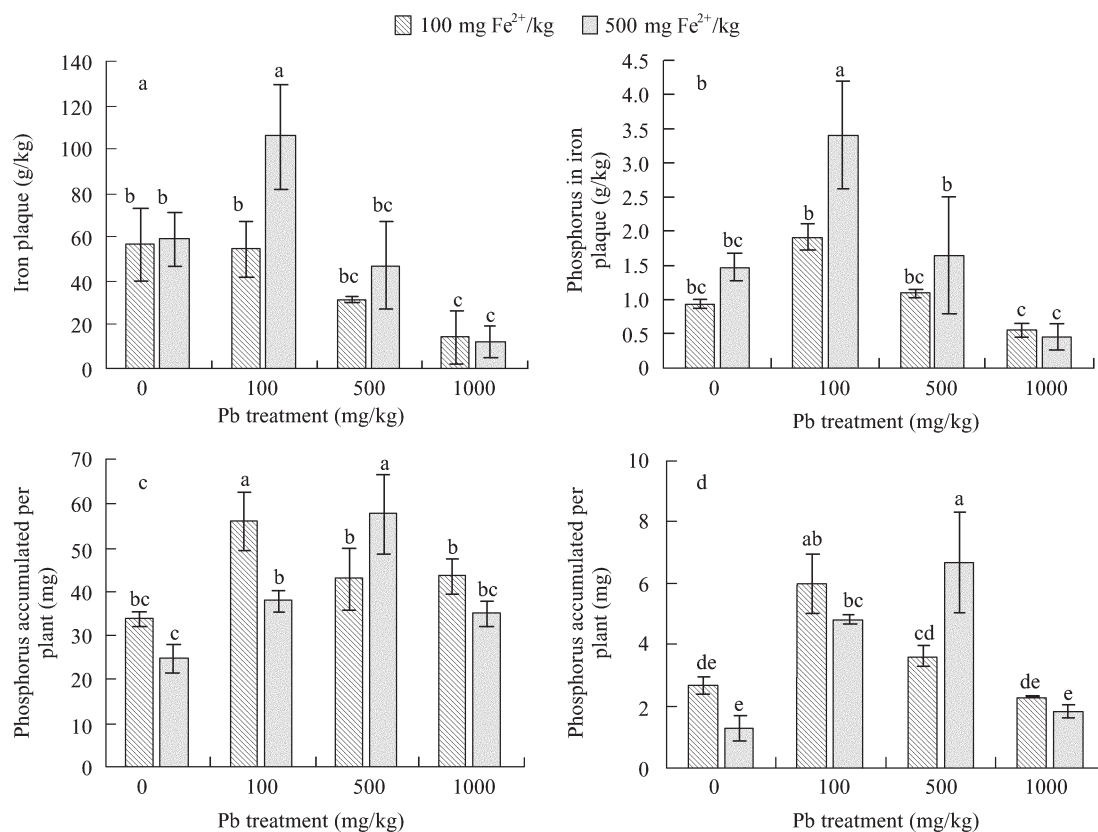 100 mg Fe²⁺/kg 500 mg Fe²⁺/kg
140
120
100
80
60
40
20
0
Iron plaque (g/kg)
a
b b b a bc bc c c
0 100 500 1000
Pb treatment (mg/kg)
4.5
4.0
3.5
3.0
2.5
2.0
1.5
1.0
0.5
0
Phosphorus in iron
plaque (g/kg)
b
bc bc b a bc b c c
0 100 500 1000
Pb treatment (mg/kg)
70
60
50
40
30
20
10
0
Phosphorus accumulated per
plant (mg)
c
bc c a b b a b bc
0 100 500 1000
Pb treatment (mg/kg)
10
8
6
4
2
0
Phosphorus accumulated per
plant (mg)
d
de e ab bc cd a de e
0 100 500 1000
Pb treatment (mg/kg)